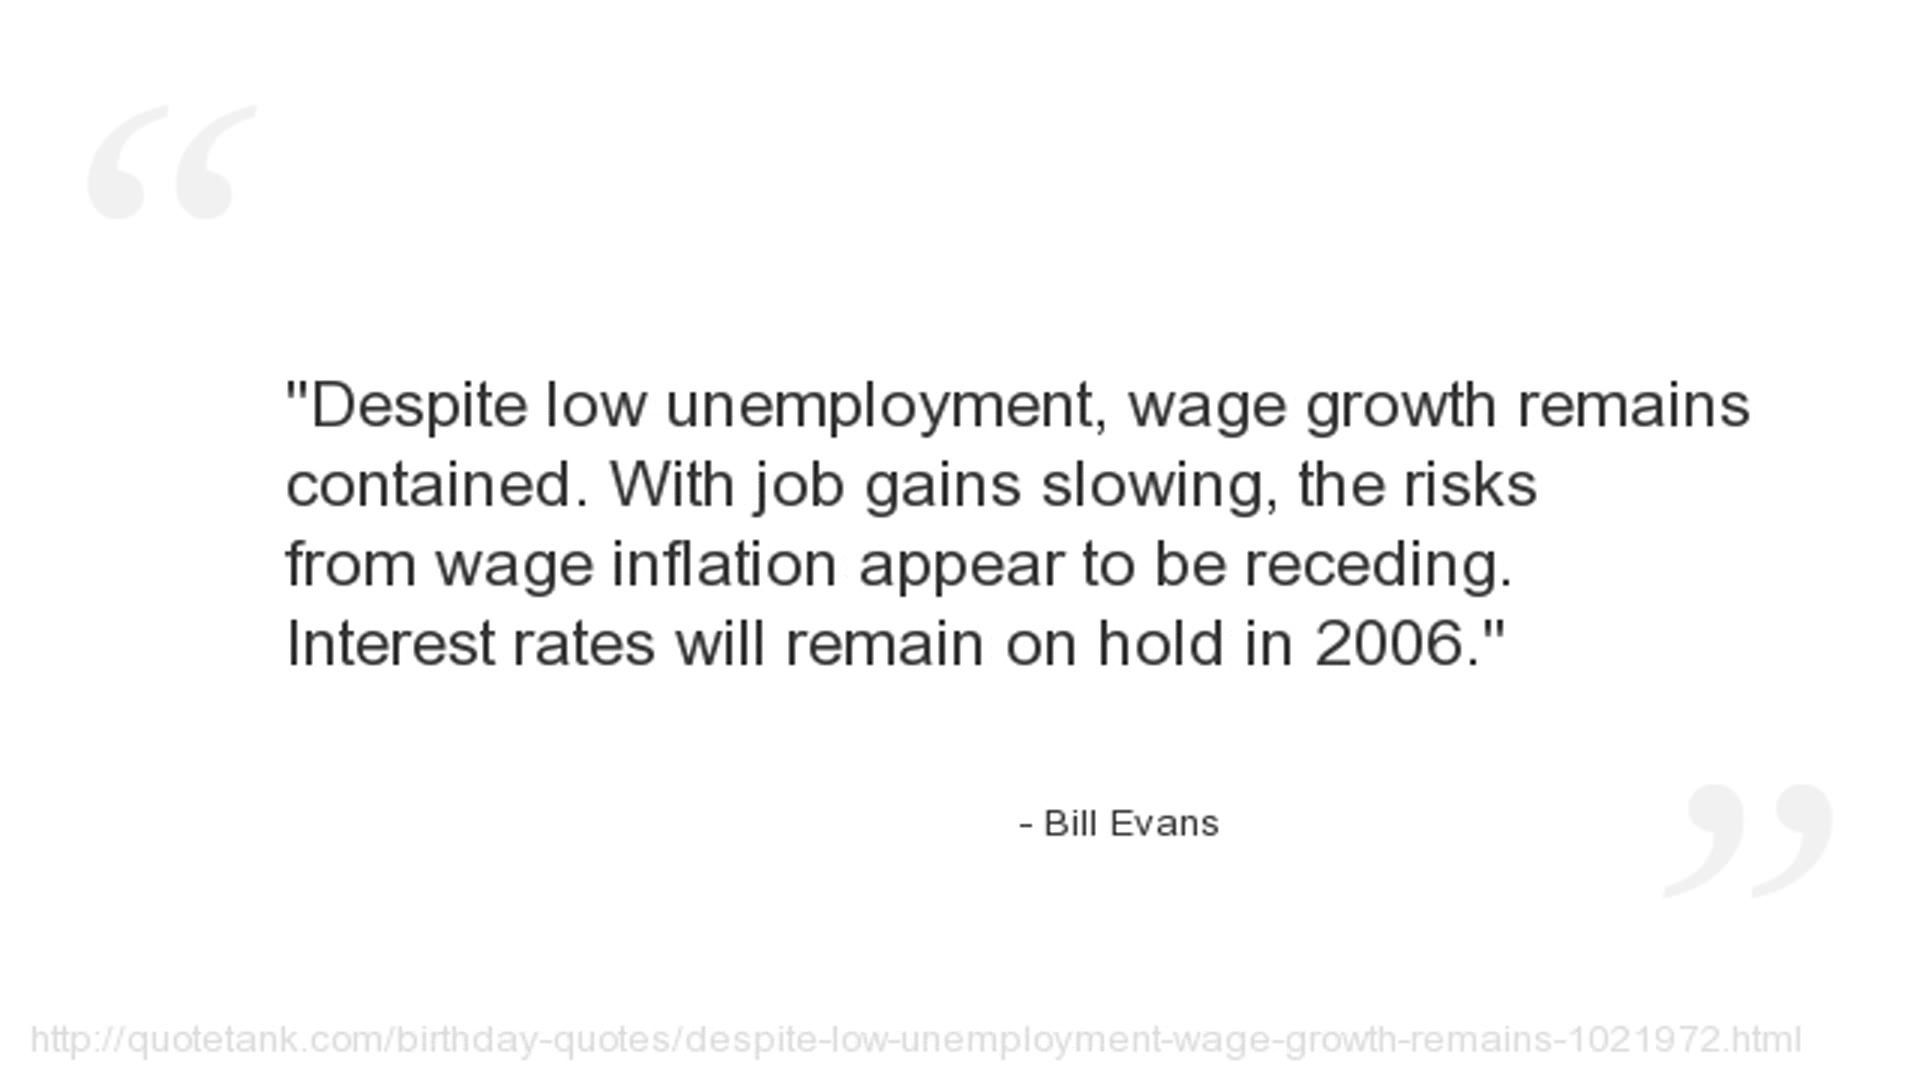 "Despite low unemployment, wage growth remains
contained. With job gains slowing, the risks
from wage inflation appear to be receding.
Interest rates will remain on hold in 2006."
- Bill Evans
http://quotetank.com/birthday-quotes/despite-low-unemployment-wage-growth-remains-1021972.html